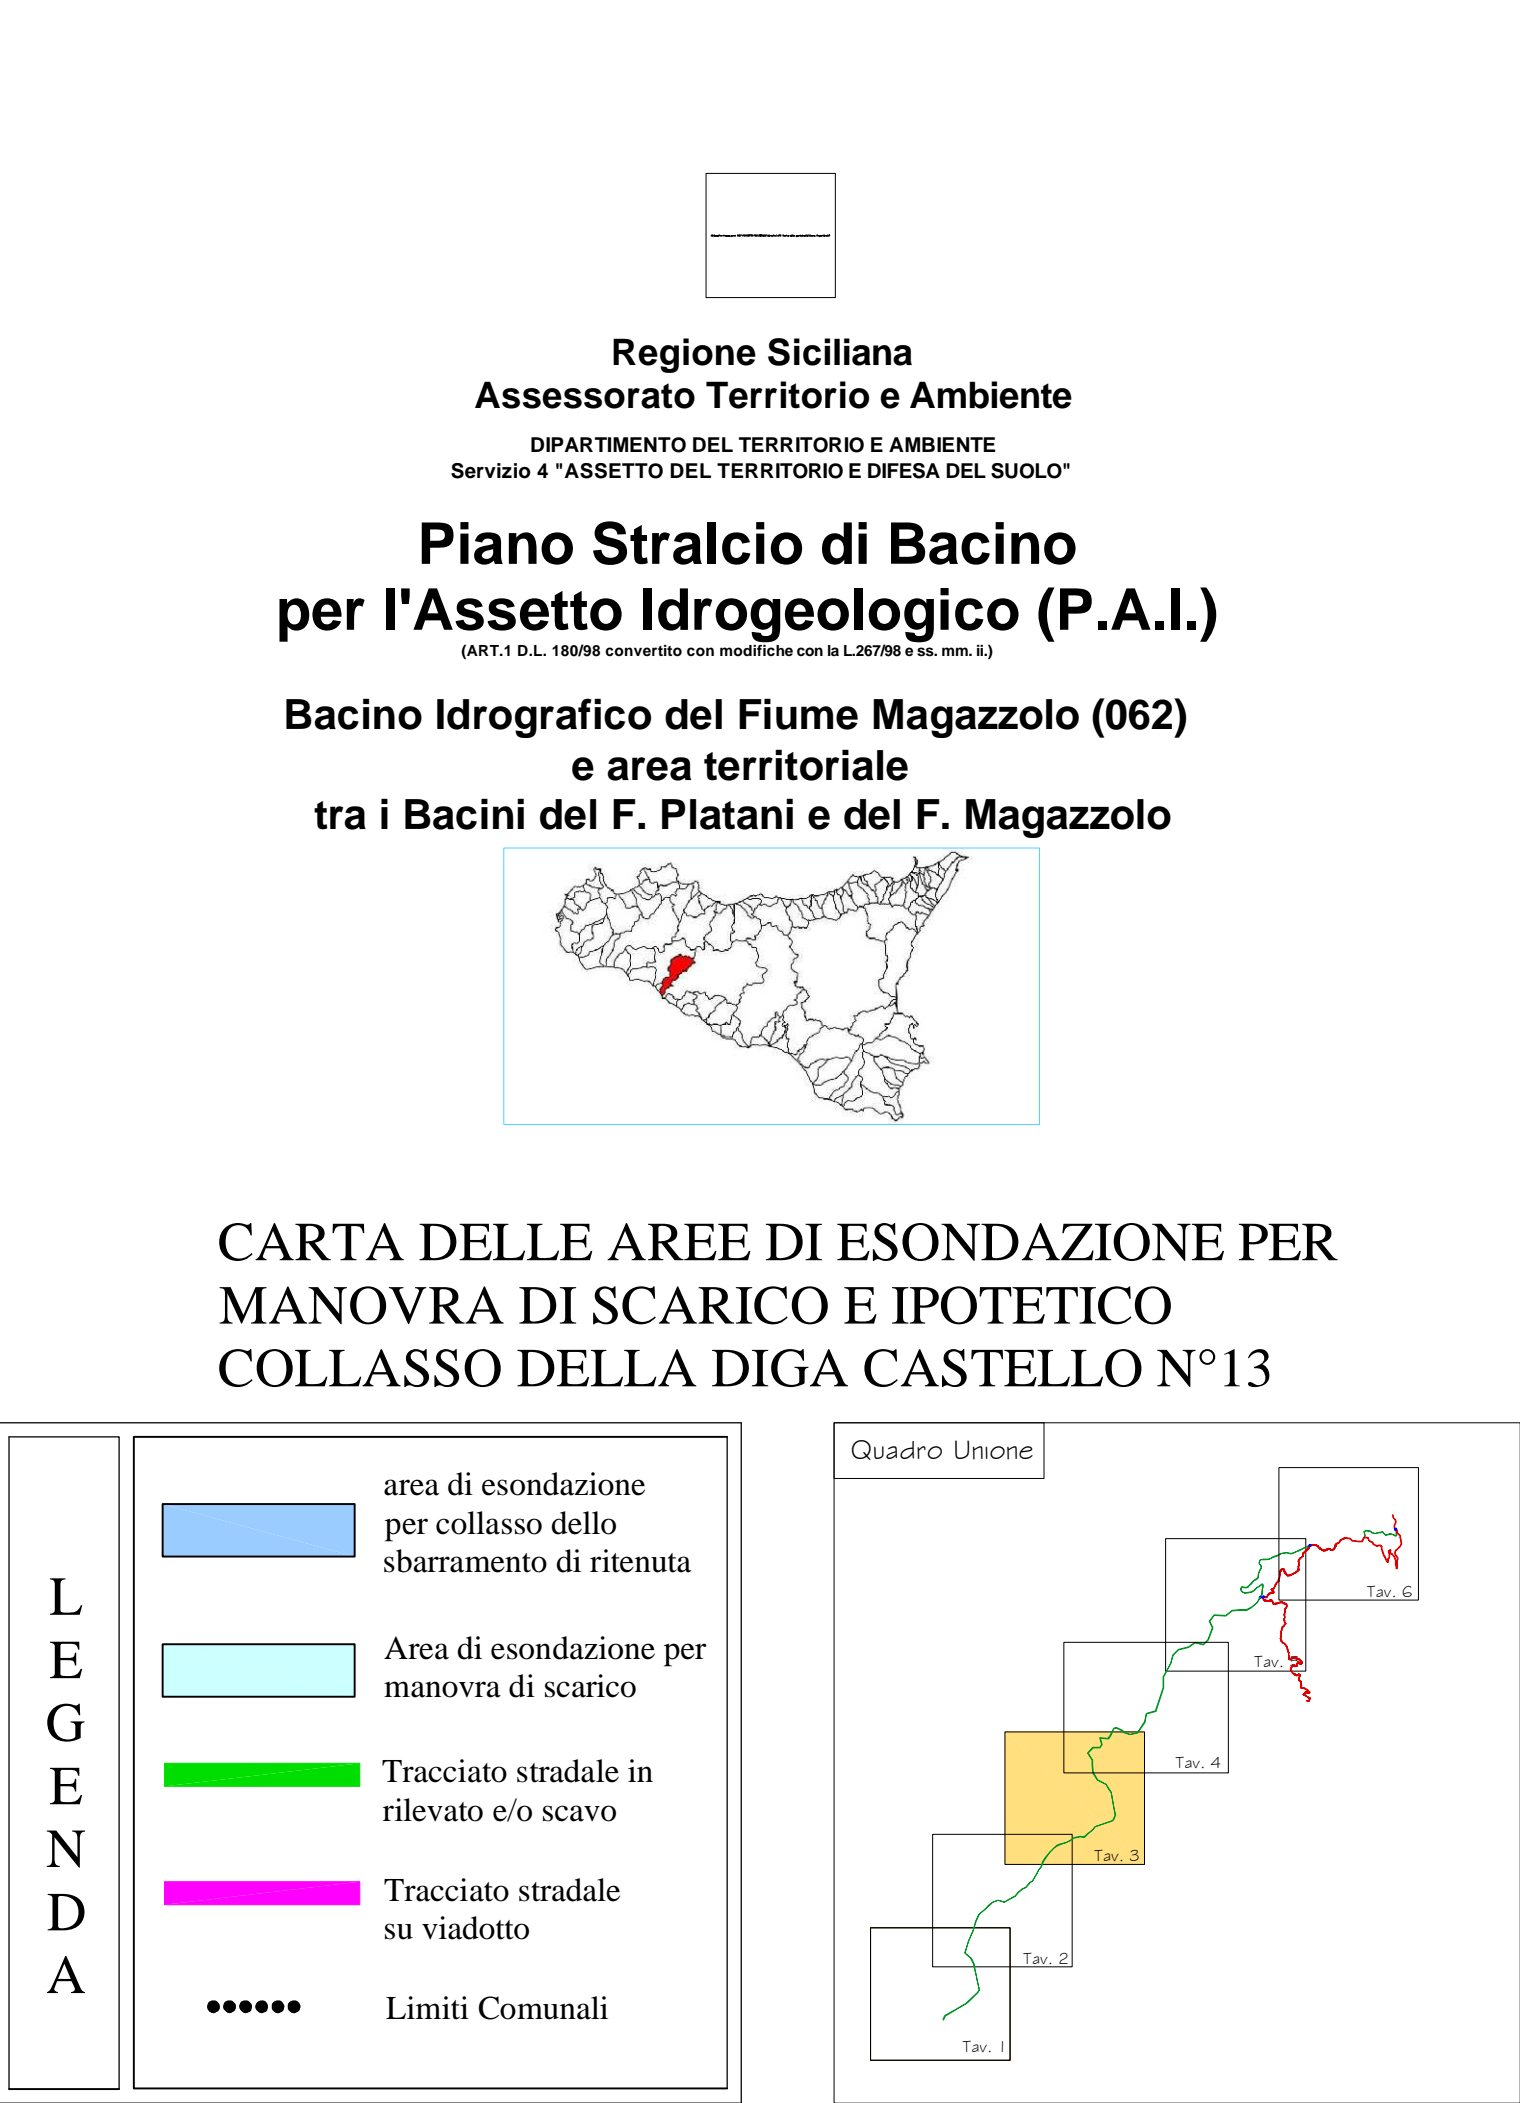 Regione Siciliana
Assessorato Territorio e Ambiente
DIPARTIMENTO DEL TERRITORIO E AMBIENTE
Servizio 4 "ASSETTO DEL TERRITORIO E DIFESA DEL SUOLO"
Piano Stralcio di Bacino
per l'Assetto Idrogeologico (P.A.I.)
(ART.1 D.L. 180/98 convertito con modifiche con la L.267/98 e ss. mm. ii.)
Bacino Idrografico del Fiume Magazzolo (062)
e area territoriale
tra i Bacini del F. Platani e del F. Magazzolo
CARTA DELLE AREE DI ESONDAZIONE PER
MANOVRA DI SCARICO E IPOTETICO
COLLASSO DELLA DIGA CASTELLO N°13
LEGENDA
area di esondazione
per collasso dello
sbarramento di ritenuta
Area di esondazione per
manovra di scarico
Tracciato stradale in
rilevato e/o scavo
Tracciato stradale
su viadotto
Limiti Comunali
Quadro Unione
Tav. 6
Tav.
Tav. 4
Tav. 3
Tav. 2
Tav. 1